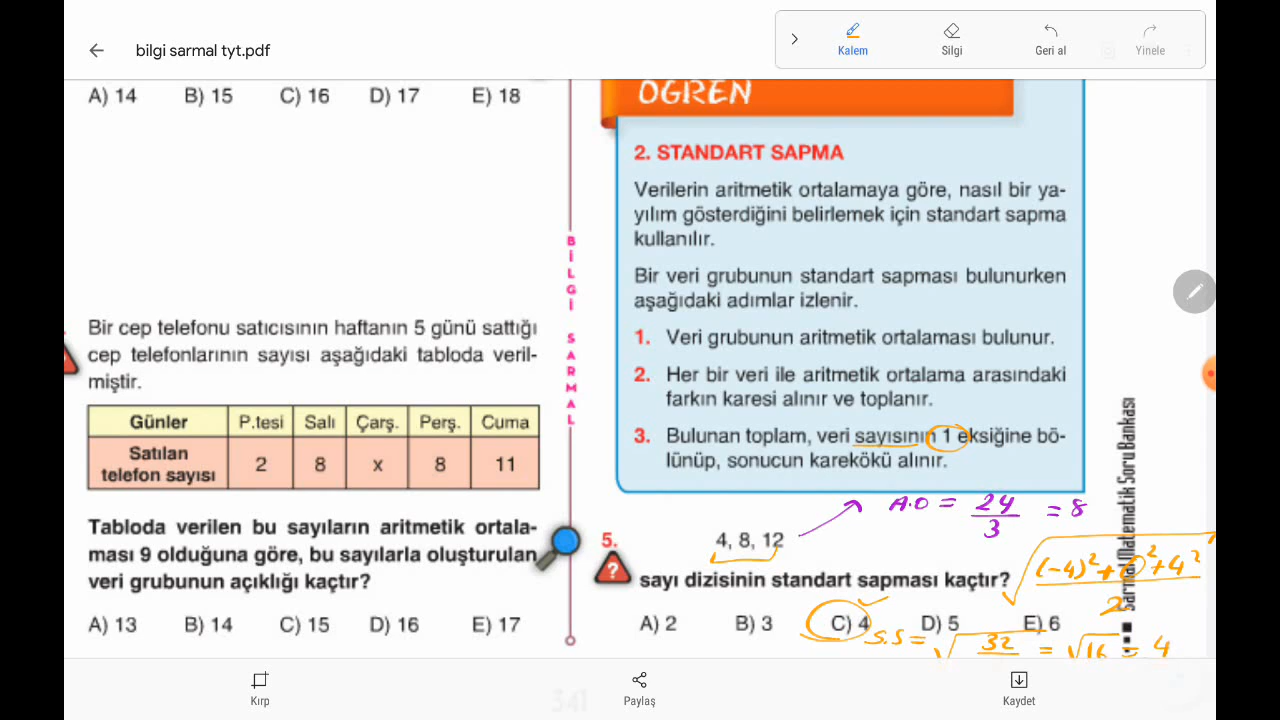 bilgi sarmal tyt.pdf
Kalem
Silgi
Geri al
Yinele
A) 14 B) 15 C) 16 D) 17 E) 18
Bir cep telefonu satıcısının haftanın 5 günü sattığı
cep telefonlarının sayısı aşağıdaki tabloda veril-
miştir.
Günler P.tesi Salı Çarş. Perş. Cuma
Satılan
telefon sayısı 2 8 x 8 11
Tabloda verilen bu sayıların aritmetik ortala-
ması 9 olduğuna göre, bu sayılarla oluşturulan
veri grubunun açıklığı kaçtır?
A) 13 B) 14 C) 15 D) 16 E) 17
BİLGİ SARMAL
ÖĞREN
2. STANDART SAPMA
Verilerin aritmetik ortalamaya göre, nasıl bir ya-
yılım gösterdiğini belirlemek için standart sapma
kullanılır.
Bir veri grubunun standart sapması bulunurken
aşağıdaki adımlar izlenir.
1. Veri grubunun aritmetik ortalaması bulunur.
2. Her bir veri ile aritmetik ortalama arasındaki
farkın karesi alınır ve toplanır.
3. Bulunan toplam, veri sayısının 1 eksiğine bö-
lünüp, sonucun karekökü alınır.
A.O = 24/3 = 8
5. 4, 8, 12
sayı dizisinin standart sapması kaçtır?
√((-4)²+0²+4²)/2
A) 2 B) 3 C) 4 D) 5 E) 6
S.S = √32 = √16 = 4
Sarmal Matematik Soru Bankası
Kırp
Paylaş
Kaydet
341